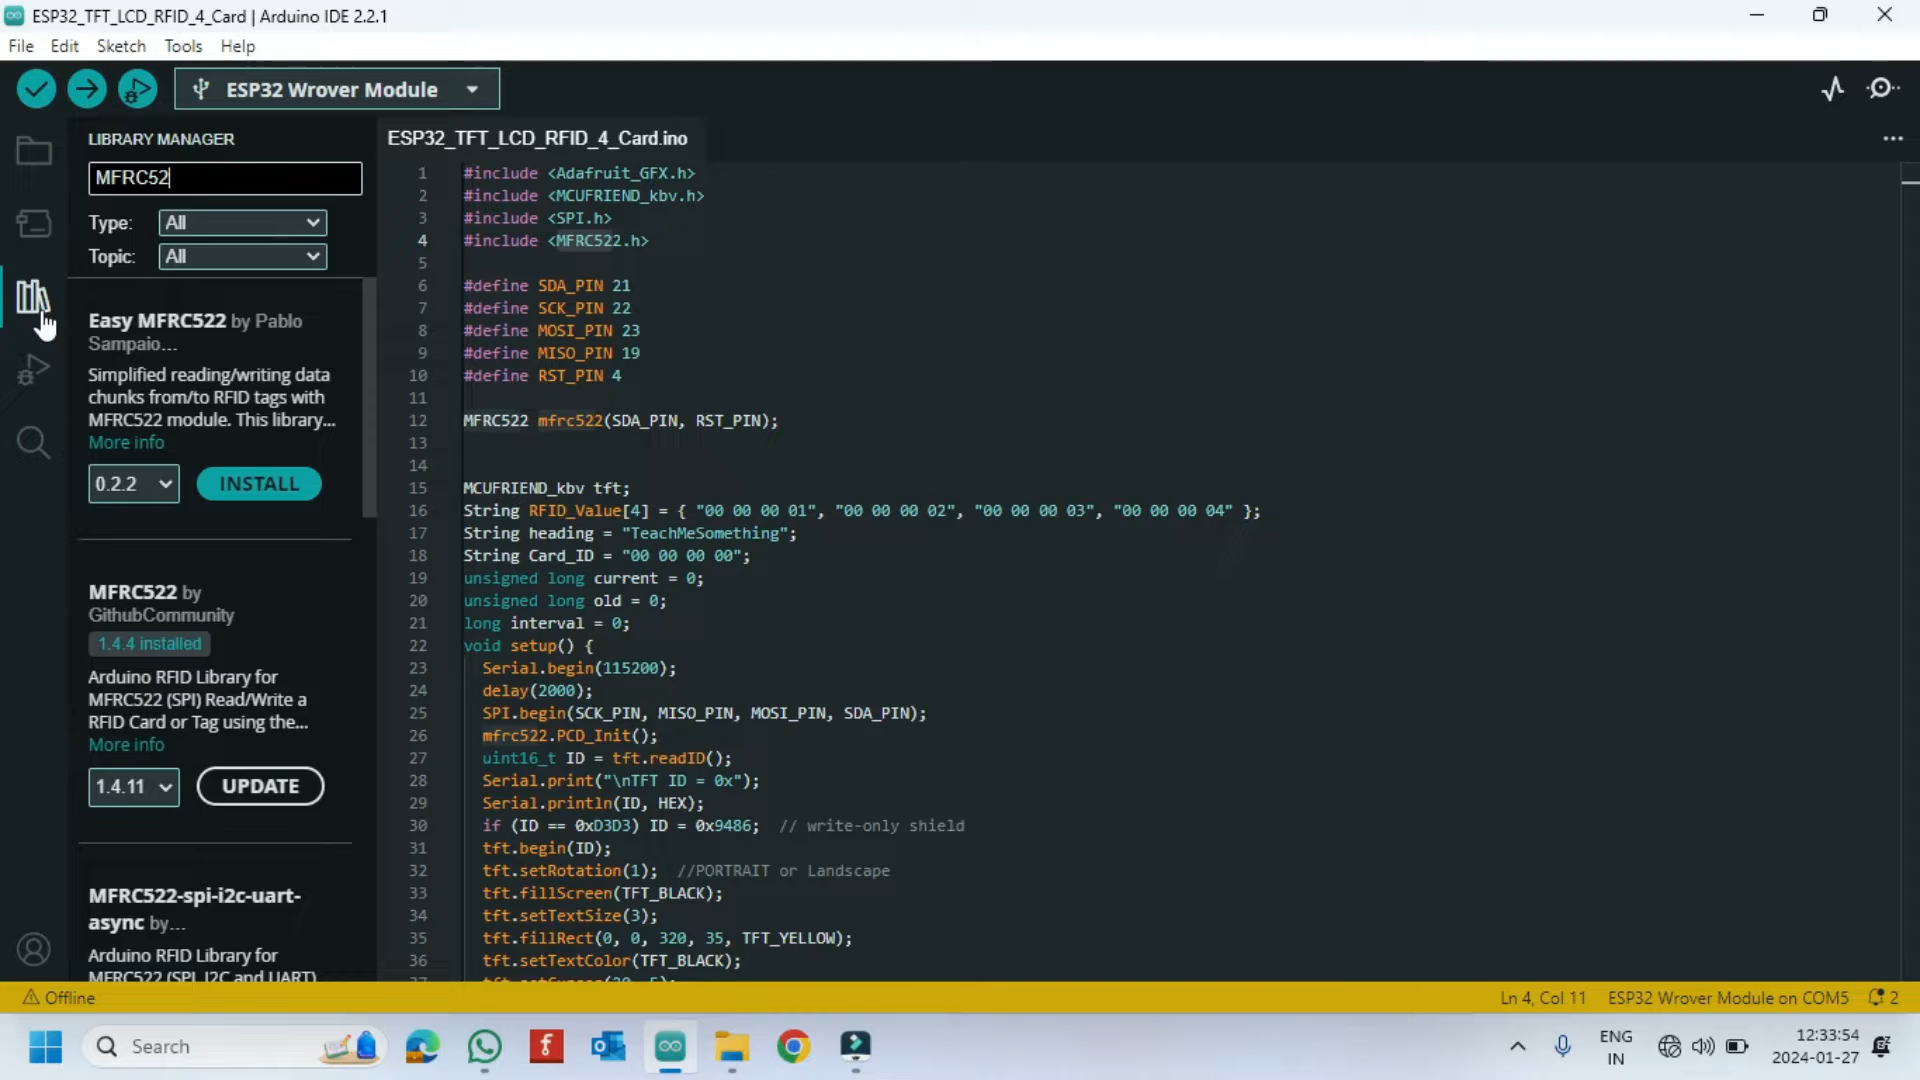 ESP32_TFT_LCD_RFID_4_Card | Arduino IDE 2.2.1
File Edit Sketch Tools Help
ESP32 Wrover Module
LIBRARY MANAGER
MFRC52
Type: All
Topic: All
Easy MFRC522 by Pablo
Sampaio...
Simplified reading/writing data
chunks from/to RFID tags with
MFRC522 module. This library...
More info
0.2.2 INSTALL
MFRC522 by
GithubCommunity
1.4.4 installed
Arduino RFID Library for
MFRC522 (SPI) Read/Write a
RFID Card or Tag using the...
More info
1.4.11 UPDATE
MFRC522-spi-i2c-uart-
async by...
Arduino RFID Library for
MFRC522 (SPI, I2C and UART)
ESP32_TFT_LCD_RFID_4_Card.ino
1 #include <Adafruit_GFX.h>
2 #include <MCUFRIEND_kbv.h>
3 #include <SPI.h>
4 #include <MFRC522.h>
5
6 #define SDA_PIN 21
7 #define SCK_PIN 22
8 #define MOSI_PIN 23
9 #define MISO_PIN 19
10 #define RST_PIN 4
11
12 MFRC522 mfrc522(SDA_PIN, RST_PIN);
13
14
15 MCUFRIEND_kbv tft;
16 String RFID_Value[4] = { "00 00 00 01", "00 00 00 02", "00 00 00 03", "00 00 00 04" };
17 String heading = "TeachMeSomething";
18 String Card_ID = "00 00 00 00";
19 unsigned long current = 0;
20 unsigned long old = 0;
21 long interval = 0;
22 void setup() {
23 Serial.begin(115200);
24 delay(2000);
25 SPI.begin(SCK_PIN, MISO_PIN, MOSI_PIN, SDA_PIN);
26 mfrc522.PCD_Init();
27 uint16_t ID = tft.readID();
28 Serial.print("\nTFT ID = 0x");
29 Serial.println(ID, HEX);
30 if (ID == 0xD3D3) ID = 0x9486; // write-only shield
31 tft.begin(ID);
32 tft.setRotation(1); //PORTRAIT or Landscape
33 tft.fillScreen(TFT_BLACK);
34 tft.setTextSize(3);
35 tft.fillRect(0, 0, 320, 35, TFT_YELLOW);
36 tft.setTextColor(TFT_BLACK);
Offline
Ln 4, Col 11 ESP32 Wrover Module on COM5 2
Search
ENG
IN
12:33:54
2024-01-27